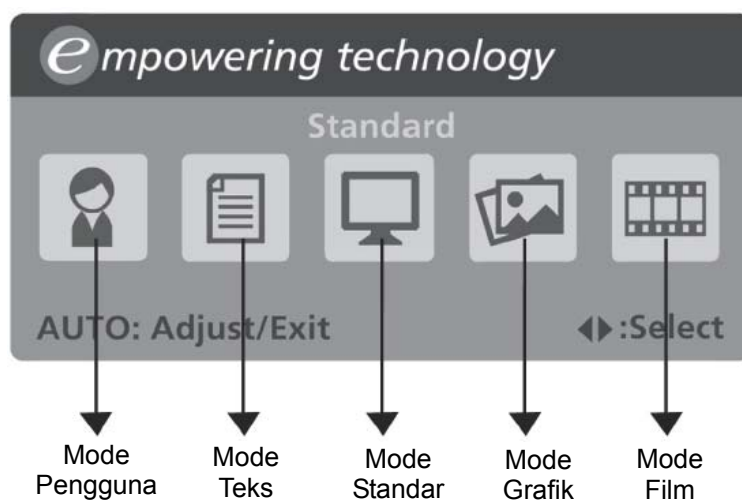 empowering technology
Standard
AUTO: Adjust/Exit ◀▶:Select
Mode Pengguna
Mode Teks
Mode Standar
Mode Grafik
Mode Film